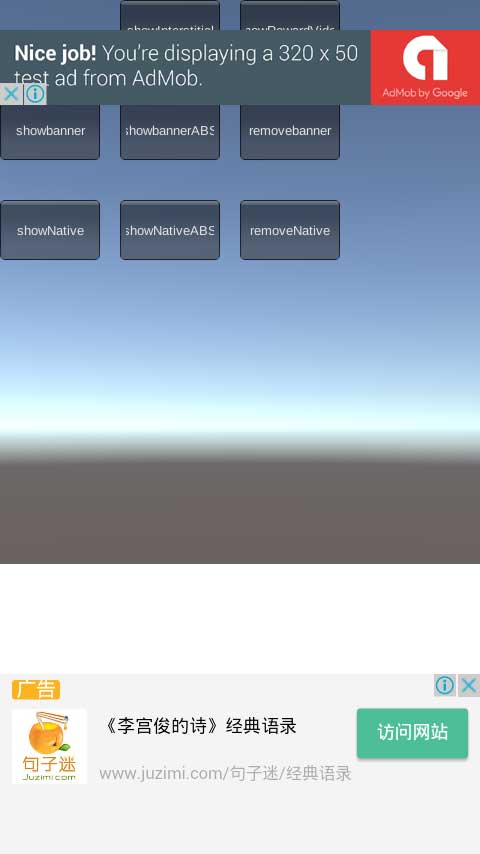 showInterstitial
Nice job! You're displaying a 320 x 50
test ad from AdMob.
AdMob by Google
showbanner
showbannerABS
removebanner
showNative
showNativeABS
removeNative
广告
《李宫俊的诗》经典语录
访问网站
句子迷
Juzimi.com
www.juzimi.com/句子迷/经典语录